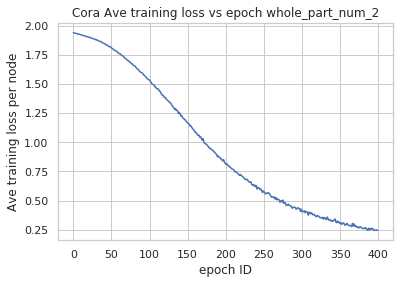 Cora Ave training loss vs epoch whole_part_num_2
Ave training loss per node
2.00
1.75
1.50
1.25
1.00
0.75
0.50
0.25
0 50 100 150 200 250 300 350 400
epoch ID